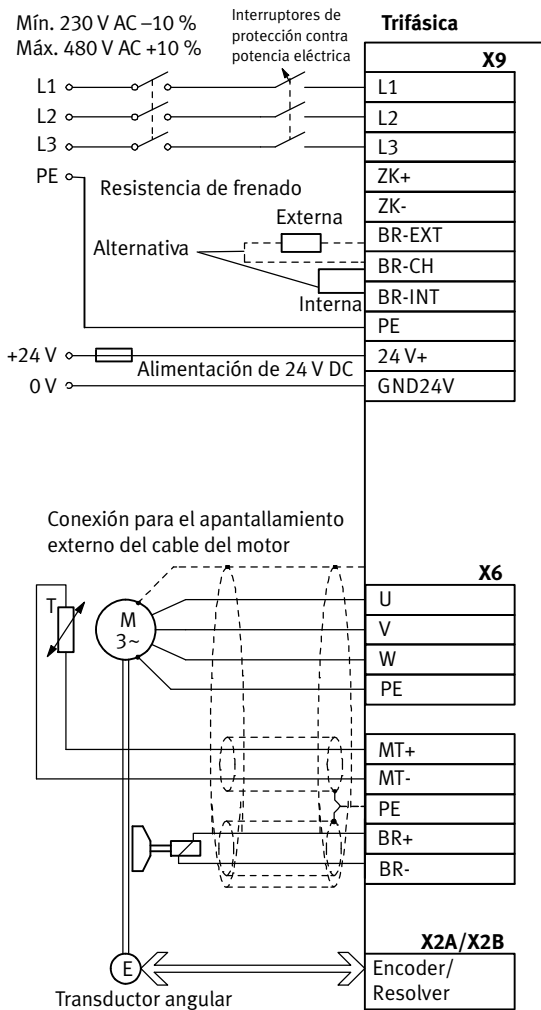 Mín. 230 V AC –10 %
Máx. 480 V AC +10 %
Interruptores de
protección contra
potencia eléctrica
Trifásica
X9
L1
L1
L2
L2
L3
L3
PE
ZK+
Resistencia de frenado
ZK-
Externa
BR-EXT
Alternativa
BR-CH
Interna
BR-INT
PE
+24 V
Alimentación de 24 V DC
24 V+
0 V
GND24V
Conexión para el apantallamiento
externo del cable del motor
X6
T
M
3~
U
V
W
PE
MT+
MT-
PE
BR+
BR-
X2A/X2B
E
Encoder/
Resolver
Transductor angular